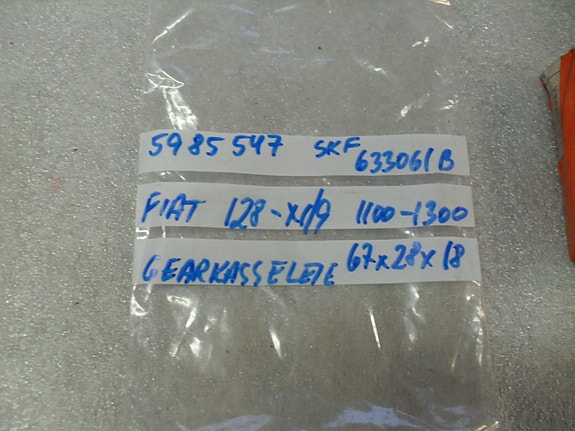 5985547 SKF 633061B
FIAT 128-X1/9 1100-1300
GEARKASSELEJE 67x28x18